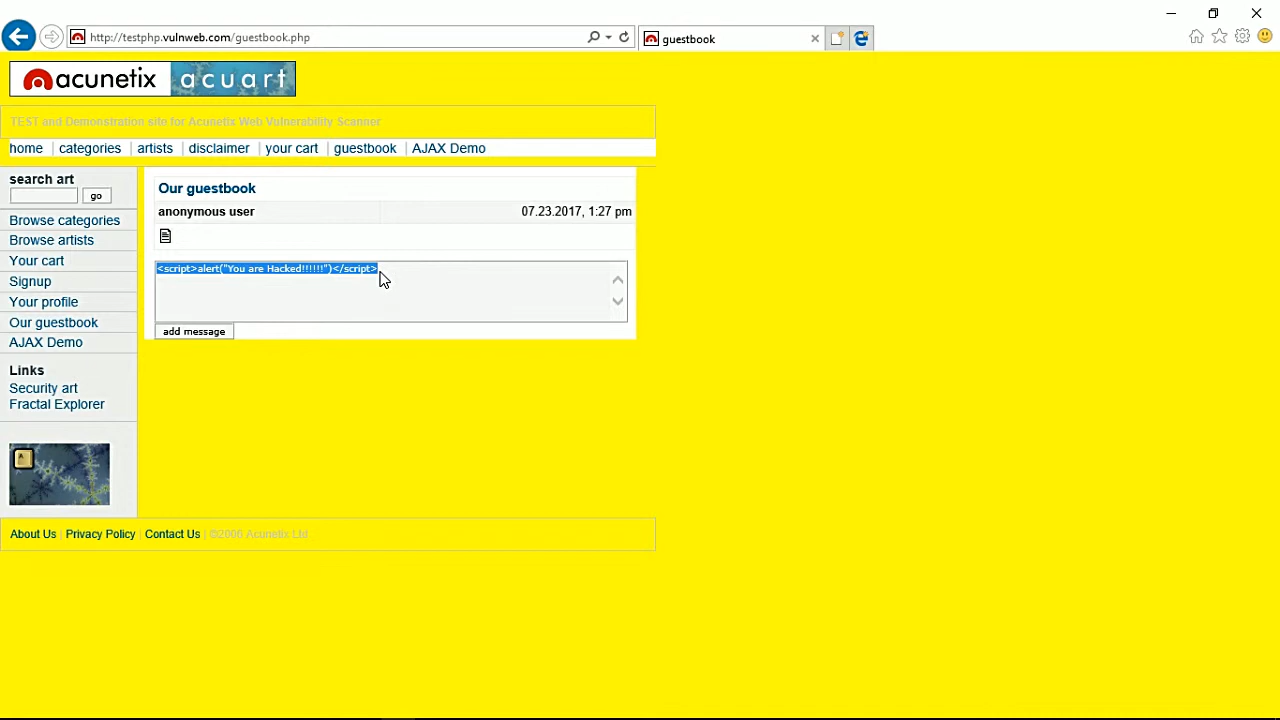 http://testphp.vulnweb.com/guestbook.php
guestbook
acunetix acuart
TEST and Demonstration site for Acunetix Web Vulnerability Scanner
home | categories | artists | disclaimer | your cart | guestbook | AJAX Demo
search art
go
Browse categories
Browse artists
Your cart
Signup
Your profile
Our guestbook
AJAX Demo
Links
Security art
Fractal Explorer
Our guestbook
anonymous user 07.23.2017, 1:27 pm
<script>alert("You are Hacked!!!!!!")</script>
add message
About Us | Privacy Policy | Contact Us | ©2006 Acunetix Ltd